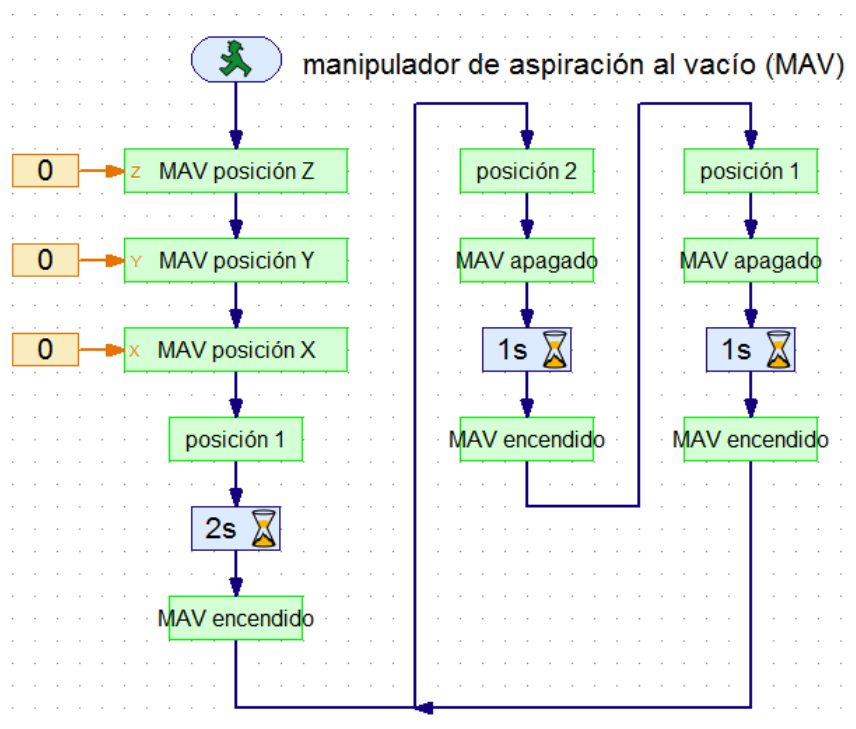 manipulador de aspiración al vacío (MAV)
0
Z MAV posición Z
0
Y MAV posición Y
0
X MAV posición X
posición 1
2s
MAV encendido
posición 2
MAV apagado
1s
MAV encendido
posición 1
MAV apagado
1s
MAV encendido